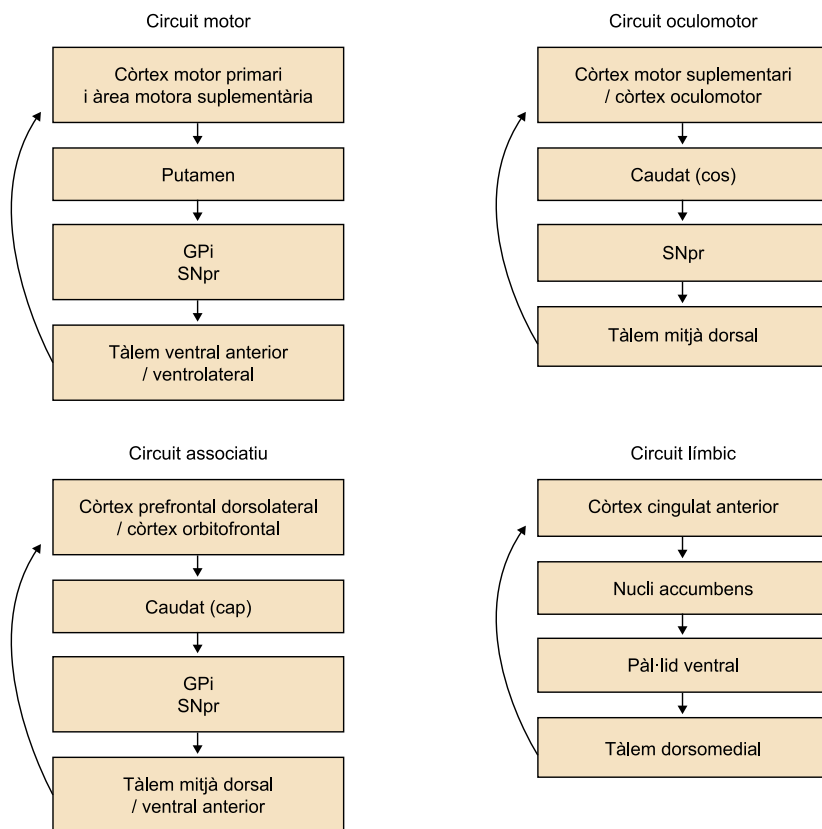 Circuit motor
Còrtex motor primari
i àrea motora suplementària
Putamen
GPi
SNpr
Tàlem ventral anterior
/ ventrolateral
Circuit oculomotor
Còrtex motor suplementari
/ còrtex oculomotor
Caudat (cos)
SNpr
Tàlem mitjà dorsal
Circuit associatiu
Còrtex prefrontal dorsolateral
/ còrtex orbitofrontal
Caudat (cap)
GPi
SNpr
Tàlem mitjà dorsal
/ ventral anterior
Circuit límbic
Còrtex cingulat anterior
Nucli accumbens
Pàl·lid ventral
Tàlem dorsomedial